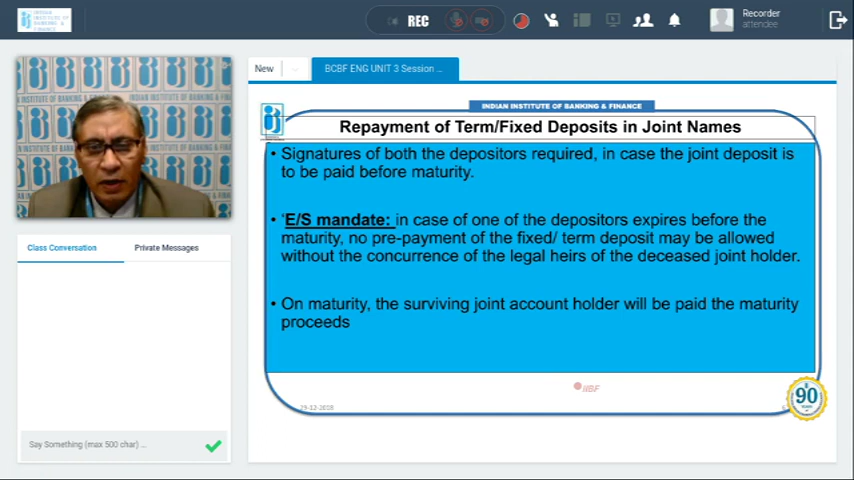 INDIAN
INSTITUTE OF
BANKING &
FINANCE
REC
Recorder
attendee
New
BCBF ENG UNIT 3 Session ...
INDIAN INSTITUTE OF BANKING & FINANCE
Repayment of Term/Fixed Deposits in Joint Names
• Signatures of both the depositors required, in case the joint deposit is
to be paid before maturity.
• ‘E/S mandate: in case of one of the depositors expires before the
maturity, no pre-payment of the fixed/ term deposit may be allowed
without the concurrence of the legal heirs of the deceased joint holder.
• On maturity, the surviving joint account holder will be paid the maturity
proceeds
IIBF
19-12-2018
90
YEARS
Class Conversation
Private Messages
Say Something (max 500 char) ...